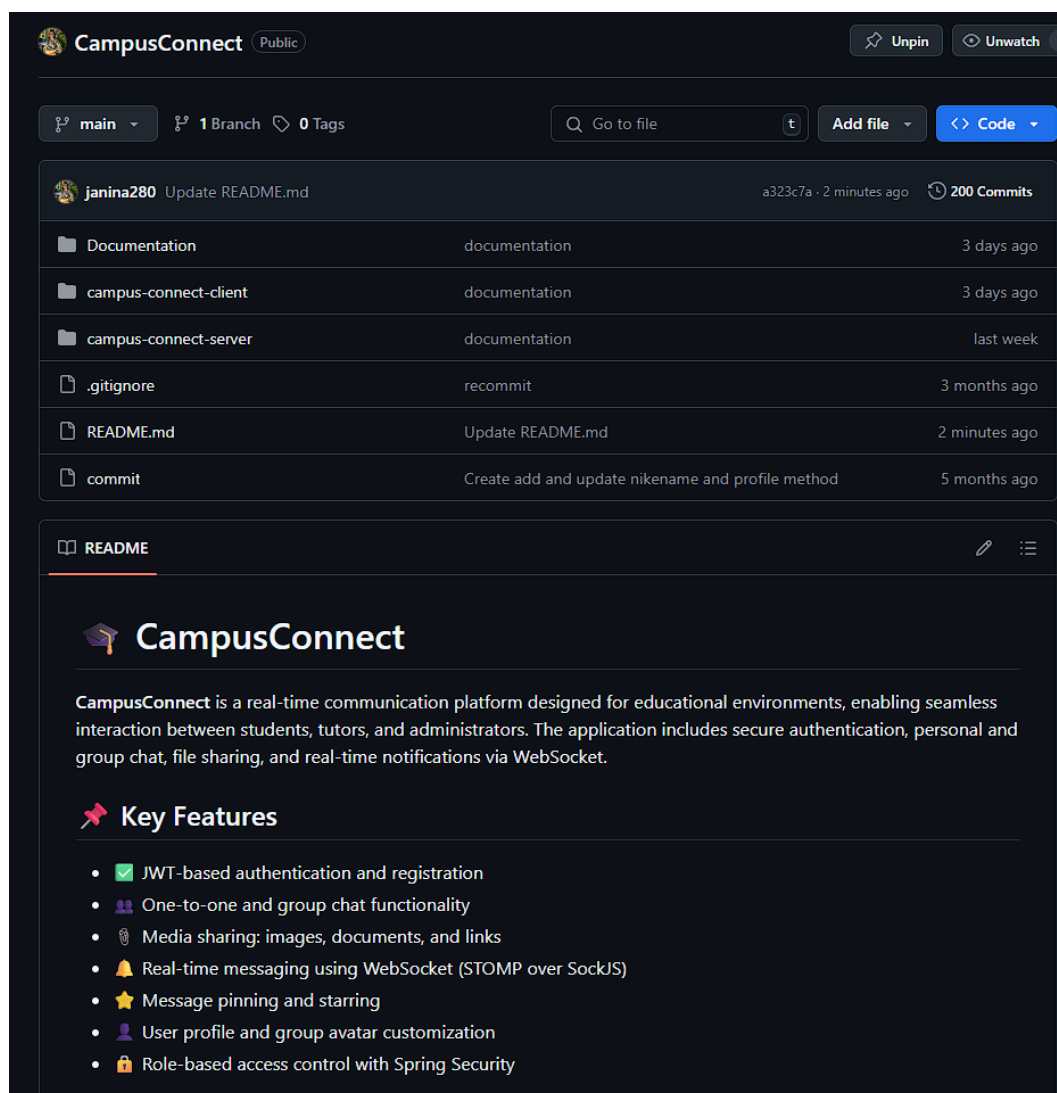 CampusConnect Public Unpin Unwatch
main 1 Branch 0 Tags Go to file t Add file Code
janina280 Update README.md a323c7a · 2 minutes ago 200 Commits
Documentation documentation 3 days ago
campus-connect-client documentation 3 days ago
campus-connect-server documentation last week
.gitignore recommit 3 months ago
README.md Update README.md 2 minutes ago
commit Create add and update nikename and profile method 5 months ago
README
CampusConnect
CampusConnect is a real-time communication platform designed for educational environments, enabling seamless
interaction between students, tutors, and administrators. The application includes secure authentication, personal and
group chat, file sharing, and real-time notifications via WebSocket.
Key Features
• JWT-based authentication and registration
• One-to-one and group chat functionality
• Media sharing: images, documents, and links
• Real-time messaging using WebSocket (STOMP over SockJS)
• Message pinning and starring
• User profile and group avatar customization
• Role-based access control with Spring Security